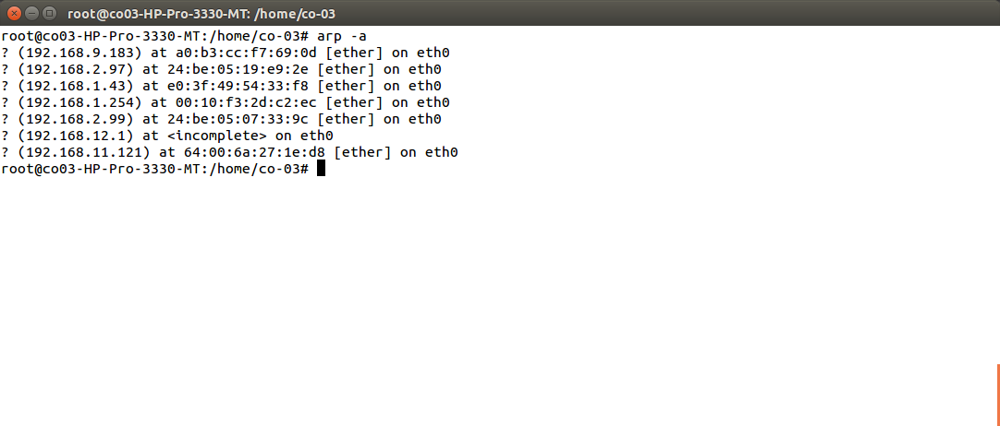 root@co03-HP-Pro-3330-MT: /home/co-03
root@co03-HP-Pro-3330-MT:/home/co-03# arp -a
? (192.168.9.183) at a0:b3:cc:f7:69:0d [ether] on eth0
? (192.168.2.97) at 24:be:05:19:e9:2e [ether] on eth0
? (192.168.1.43) at e0:3f:49:54:33:f8 [ether] on eth0
? (192.168.1.254) at 00:10:f3:2d:c2:ec [ether] on eth0
? (192.168.2.99) at 24:be:05:07:33:9c [ether] on eth0
? (192.168.12.1) at <incomplete> on eth0
? (192.168.11.121) at 64:00:6a:27:1e:d8 [ether] on eth0
root@co03-HP-Pro-3330-MT:/home/co-03#